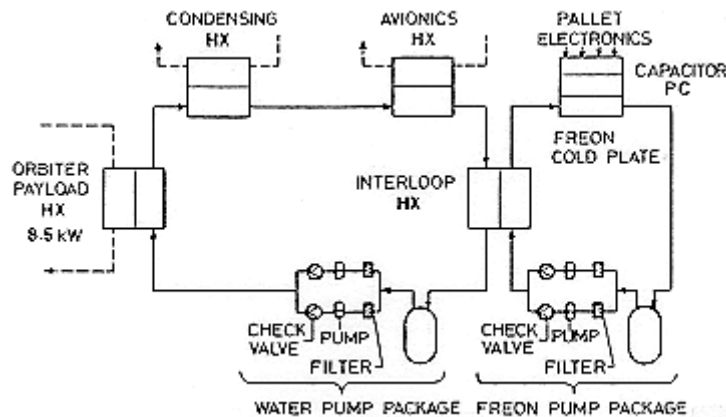 CONDENSING
HX
AVIONICS
HX
PALLET
ELECTRONICS
CAPACITOR
PC
FREON
COLD PLATE
ORBITER
PAYLOAD
HX
8.5 kW
INTERLOOP
HX
CHECK
VALVE
PUMP
FILTER
CHECK
VALVE
PUMP
FILTER
WATER PUMP PACKAGE
FREON PUMP PACKAGE